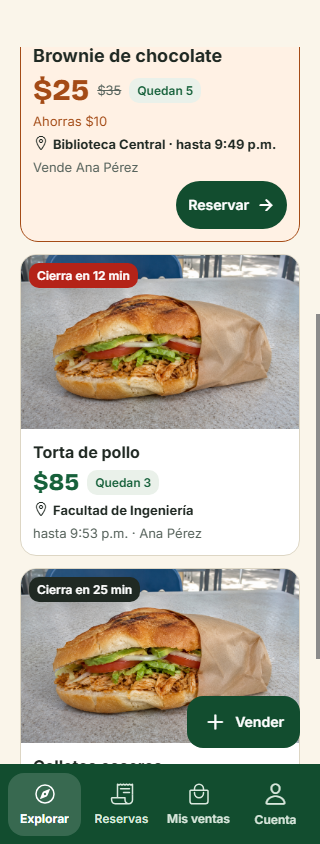 Brownie de chocolate
$25 $35 Quedan 5
Ahorras $10
Biblioteca Central · hasta 9:49 p.m.
Vende Ana Pérez
Reservar →
Cierra en 12 min
Torta de pollo
$85 Quedan 3
Facultad de Ingeniería
hasta 9:53 p.m. · Ana Pérez
Cierra en 25 min
+ Vender
Explorar Reservas Mis ventas Cuenta